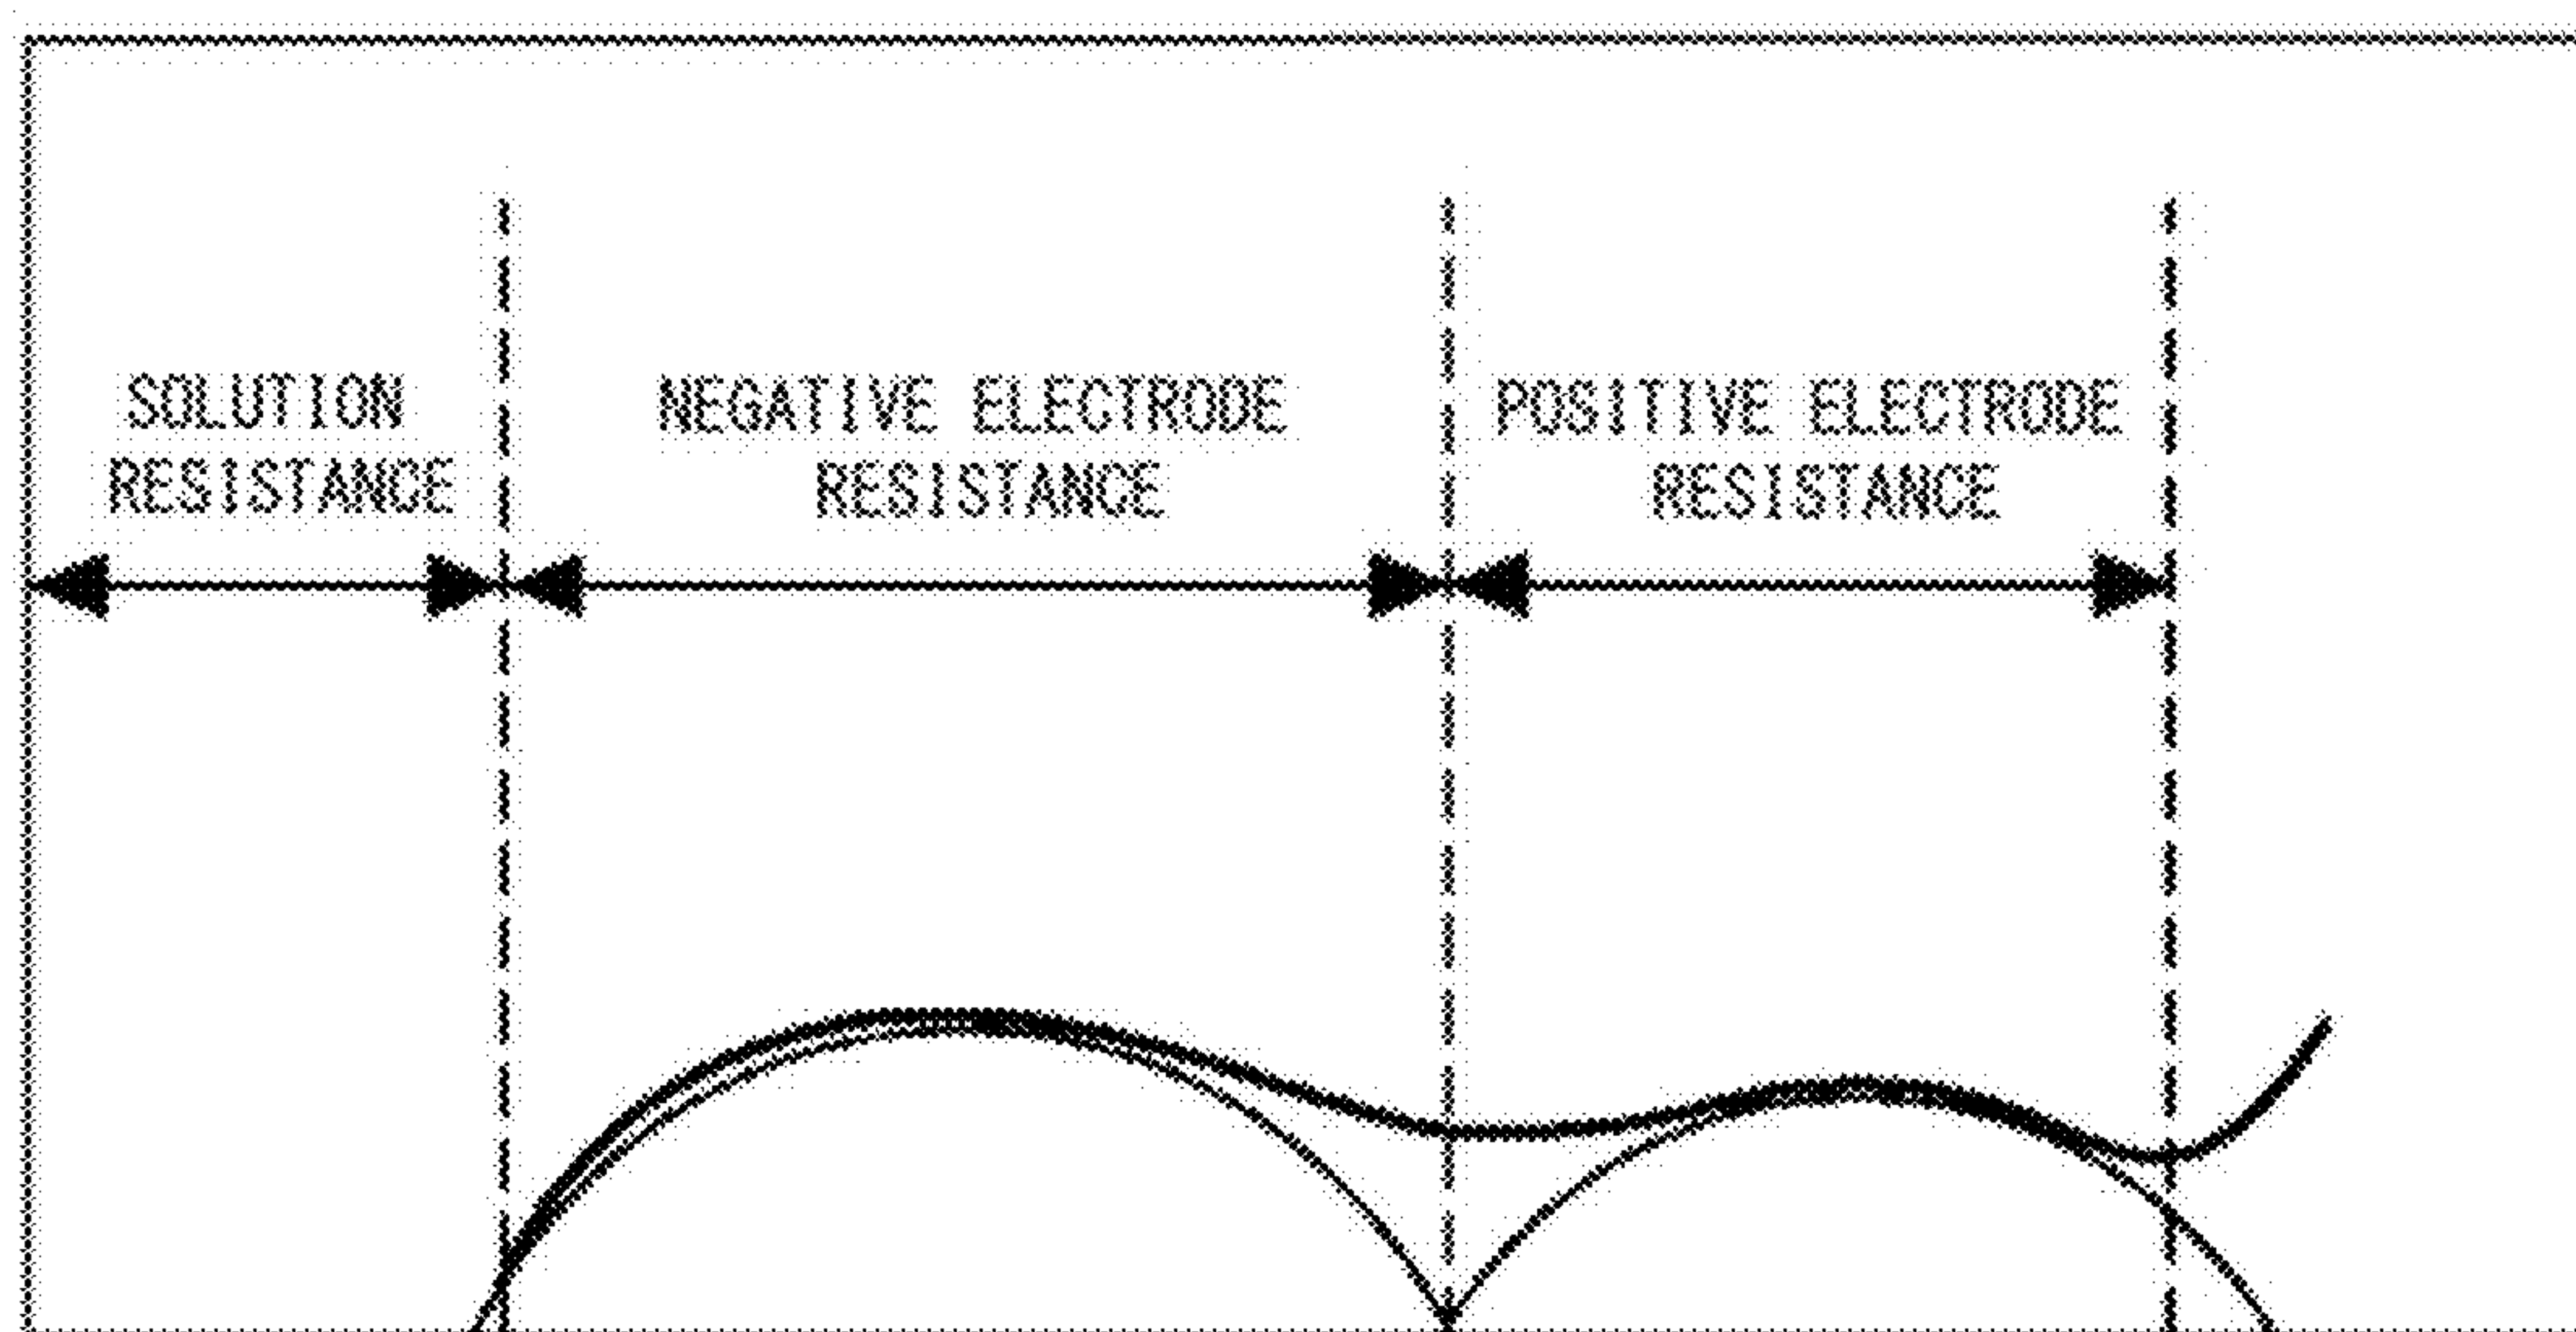 SOLUTION
RESISTANCE
NEGATIVE ELECTRODE
RESISTANCE
POSITIVE ELECTRODE
RESISTANCE